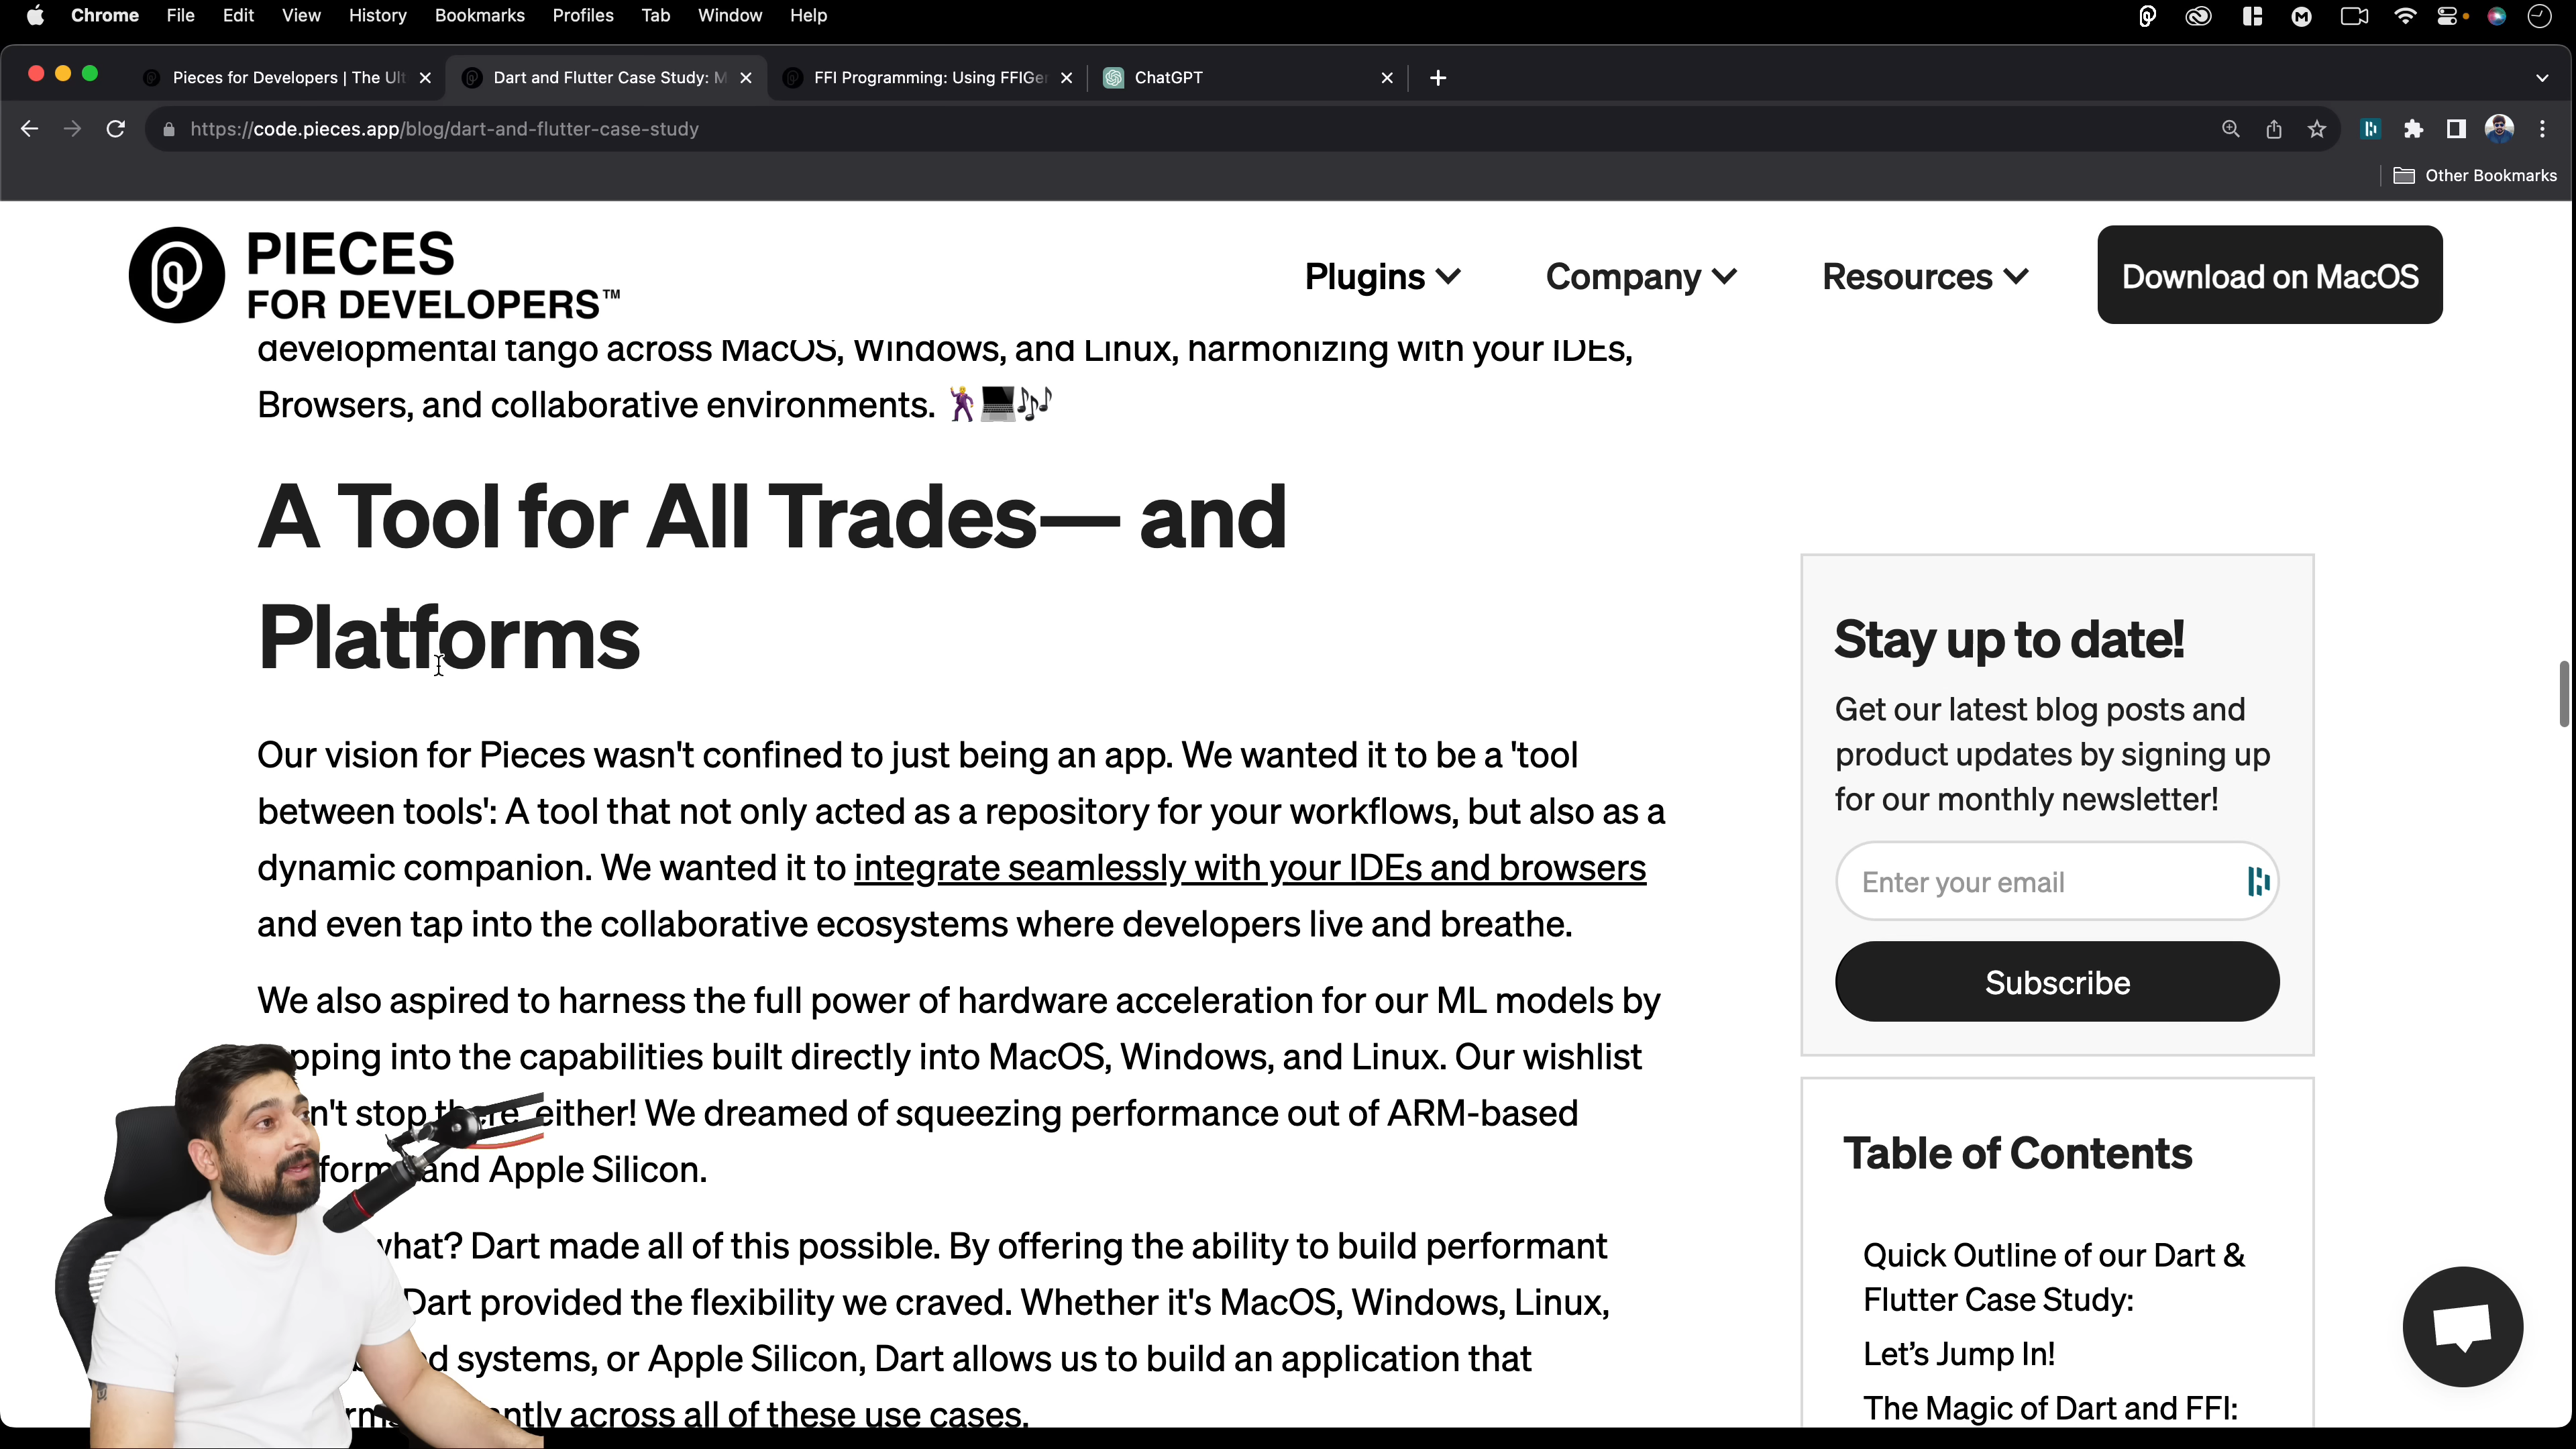 Chrome File Edit View History Bookmarks Profiles Tab Window Help
Pieces for Developers | The Ult
Dart and Flutter Case Study: M
FFI Programming: Using FFIGe
ChatGPT
https://code.pieces.app/blog/dart-and-flutter-case-study
Other Bookmarks
PIECES
FOR DEVELOPERS™
Plugins
Company
Resources
Download on MacOS
developmental tango across MacOS, Windows, and Linux, harmonizing with your IDEs,
Browsers, and collaborative environments. 🕺💻🎶
A Tool for All Trades— and
Platforms
Our vision for Pieces wasn't confined to just being an app. We wanted it to be a 'tool
between tools': A tool that not only acted as a repository for your workflows, but also as a
dynamic companion. We wanted it to integrate seamlessly with your IDEs and browsers
and even tap into the collaborative ecosystems where developers live and breathe.
We also aspired to harness the full power of hardware acceleration for our ML models by
pping into the capabilities built directly into MacOS, Windows, and Linux. Our wishlist
n't stop there, either! We dreamed of squeezing performance out of ARM-based
form and Apple Silicon.
what? Dart made all of this possible. By offering the ability to build performant
Dart provided the flexibility we craved. Whether it's MacOS, Windows, Linux,
d systems, or Apple Silicon, Dart allows us to build an application that
ntly across all of these use cases.
Stay up to date!
Get our latest blog posts and
product updates by signing up
for our monthly newsletter!
Enter your email
Subscribe
Table of Contents
Quick Outline of our Dart &
Flutter Case Study:
Let's Jump In!
The Magic of Dart and FFI: